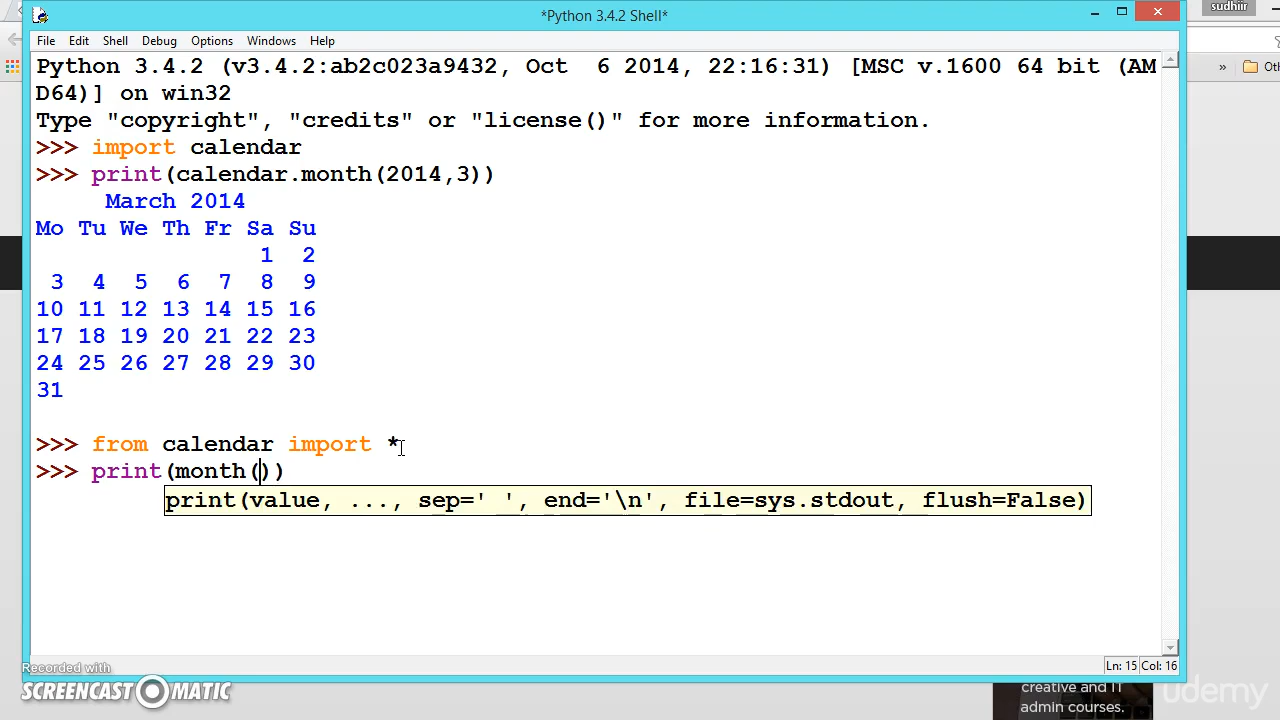 sudhiir
*Python 3.4.2 Shell*
File Edit Shell Debug Options Windows Help
Python 3.4.2 (v3.4.2:ab2c023a9432, Oct  6 2014, 22:16:31) [MSC v.1600 64 bit (AM
D64)] on win32
Type "copyright", "credits" or "license()" for more information.
>>> import calendar
>>> print(calendar.month(2014,3))
     March 2014
Mo Tu We Th Fr Sa Su
                1  2
 3  4  5  6  7  8  9
10 11 12 13 14 15 16
17 18 19 20 21 22 23
24 25 26 27 28 29 30
31
>>> from calendar import *
>>> print(month())
print(value, ..., sep=' ', end='\n', file=sys.stdout, flush=False)
» Oth
Ln: 15 Col: 16
Recorded with
SCREENCAST O MATIC
creative and IT
admin courses.
udemy